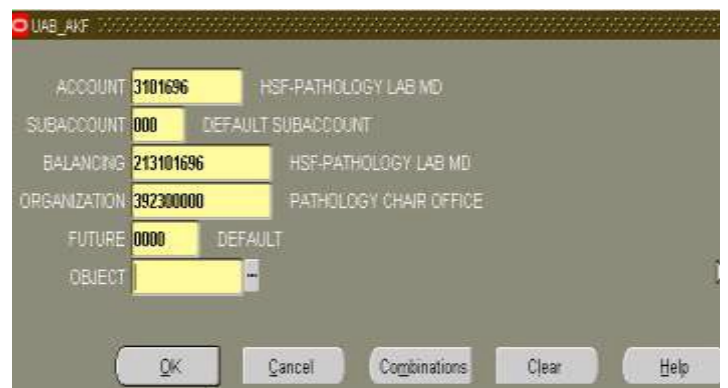 UAB_AKF
ACCOUNT 3101696 HSF-PATHOLOGY LAB MD
SUBACCOUNT 000 DEFAULT SUBACCOUNT
BALANCING 213101696 HSF-PATHOLOGY LAB MD
ORGANIZATION 392300000 PATHOLOGY CHAIR OFFICE
FUTURE 0000 DEFAULT
OBJECT ...
OK Cancel Combinations Clear Help